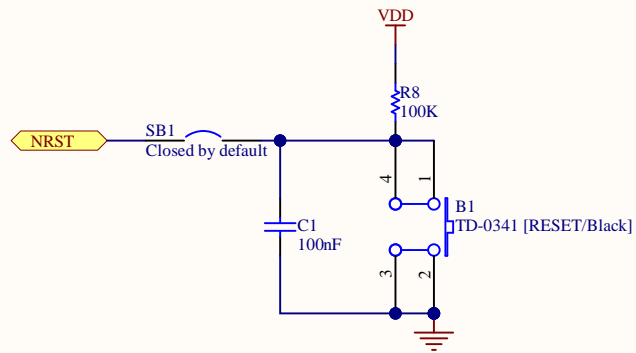 VDD
R8
100K
NRST
SB1
Closed by default
4
1
C1
100nF
B1
TD-0341 [RESET/Black]
3
2